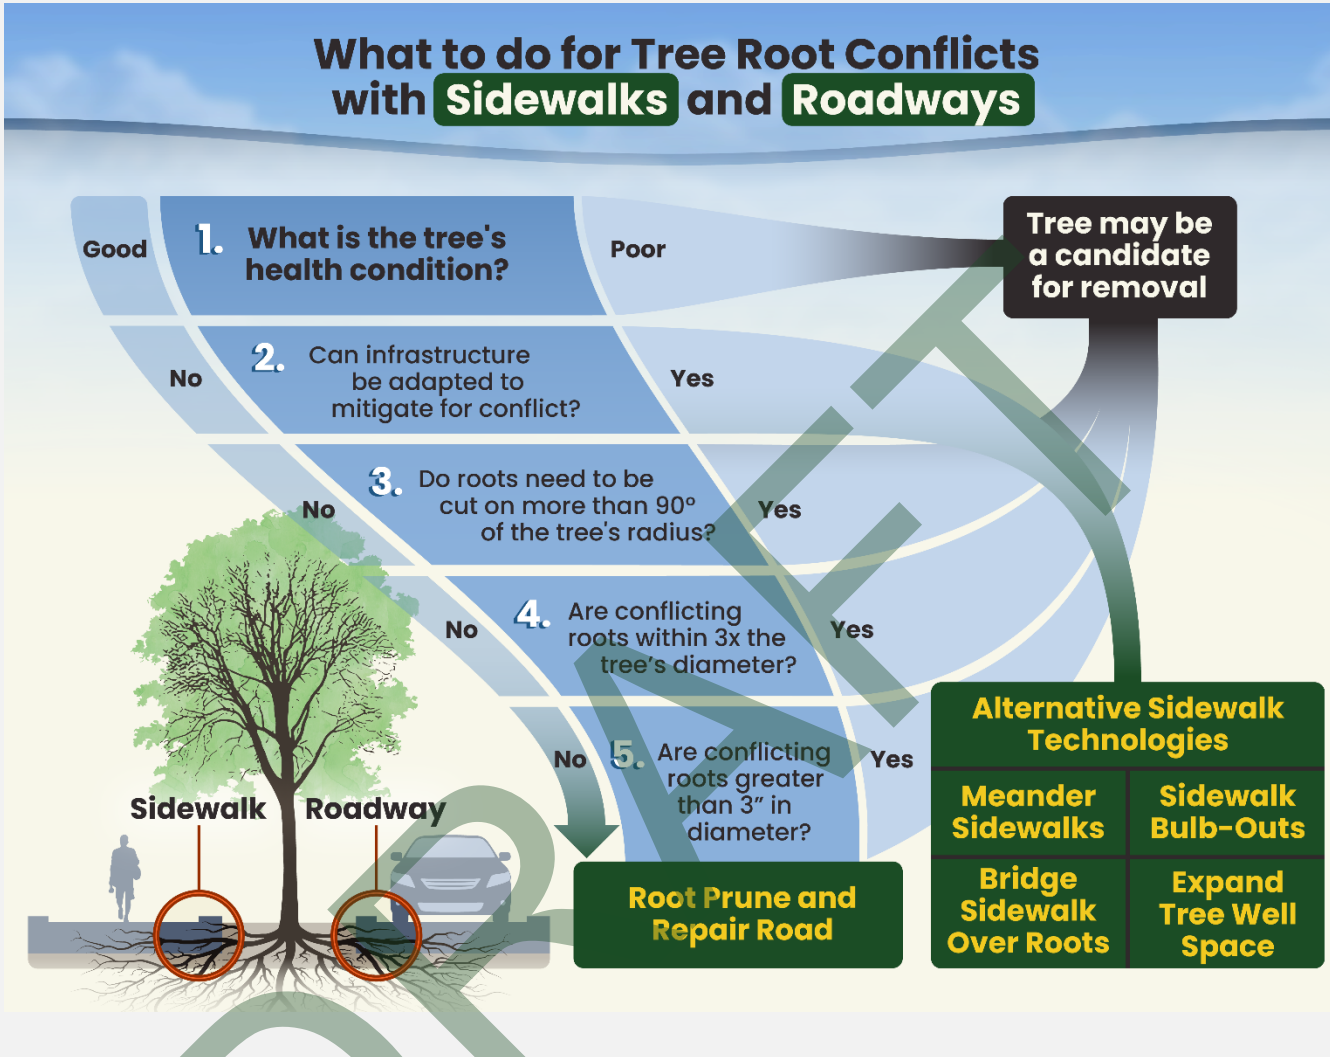 What to do for Tree Root Conflicts
with Sidewalks and Roadways
Good
1. What is the tree's
health condition?
Poor
Tree may be
a candidate
for removal
No
2. Can infrastructure
be adapted to
mitigate for conflict?
Yes
No
3. Do roots need to be
cut on more than 90°
of the tree's radius?
Yes
No
4. Are conflicting
roots within 3x the
tree’s diameter?
Yes
No
5. Are conflicting
roots greater
than 3” in
diameter?
Yes
Sidewalk
Roadway
Root Prune and
Repair Road
Alternative Sidewalk
Technologies
Meander
Sidewalks
Sidewalk
Bulb-Outs
Bridge
Sidewalk
Over Roots
Expand
Tree Well
Space
DRAFT